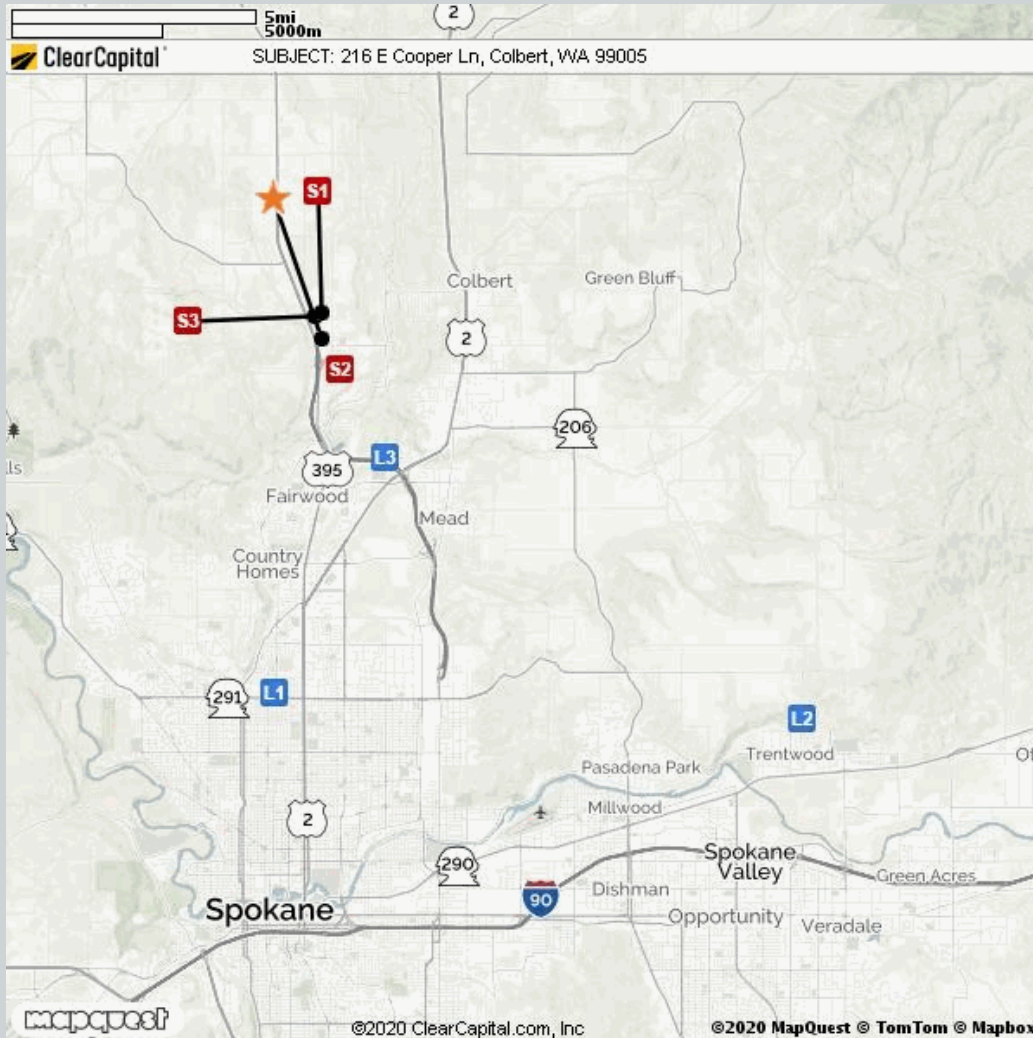 5mi
5000m
2
ClearCapital
SUBJECT: 216 E Cooper Ln, Colbert, WA 99005
S1
Colbert
Green Bluff
S3
2
S2
206
L3
395
lls
Fairwood
Mead
Country
Homes
291
L1
L2
Trentwood
Ot
Pasadena Park
Millwood
2
290
Spokane
Valley
Green Acres
90
Dishman
Spokane
Opportunity
Veradale
mapquest
©2020 ClearCapital.com, Inc
©2020 MapQuest © TomTom © Mapbox